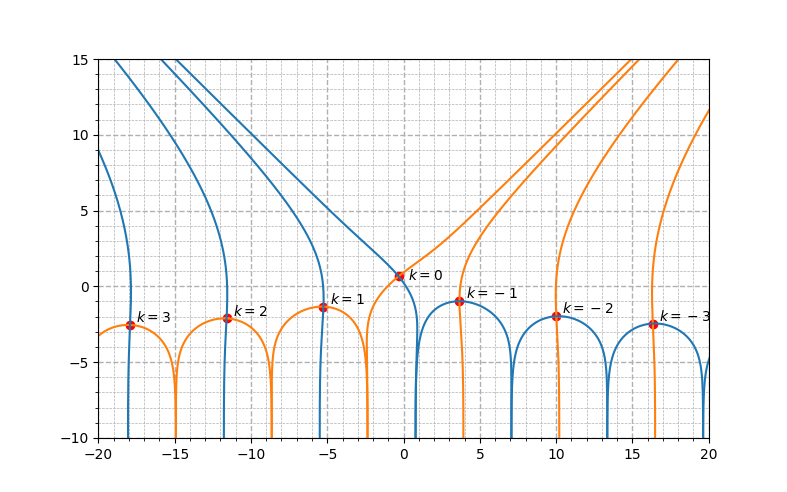 15
10
5
0
−5
−10
k = 0
k = −1
k = 1
k = −2
k = 2
k = −3
k = 3
−20 −15 −10 −5 0 5 10 15 20